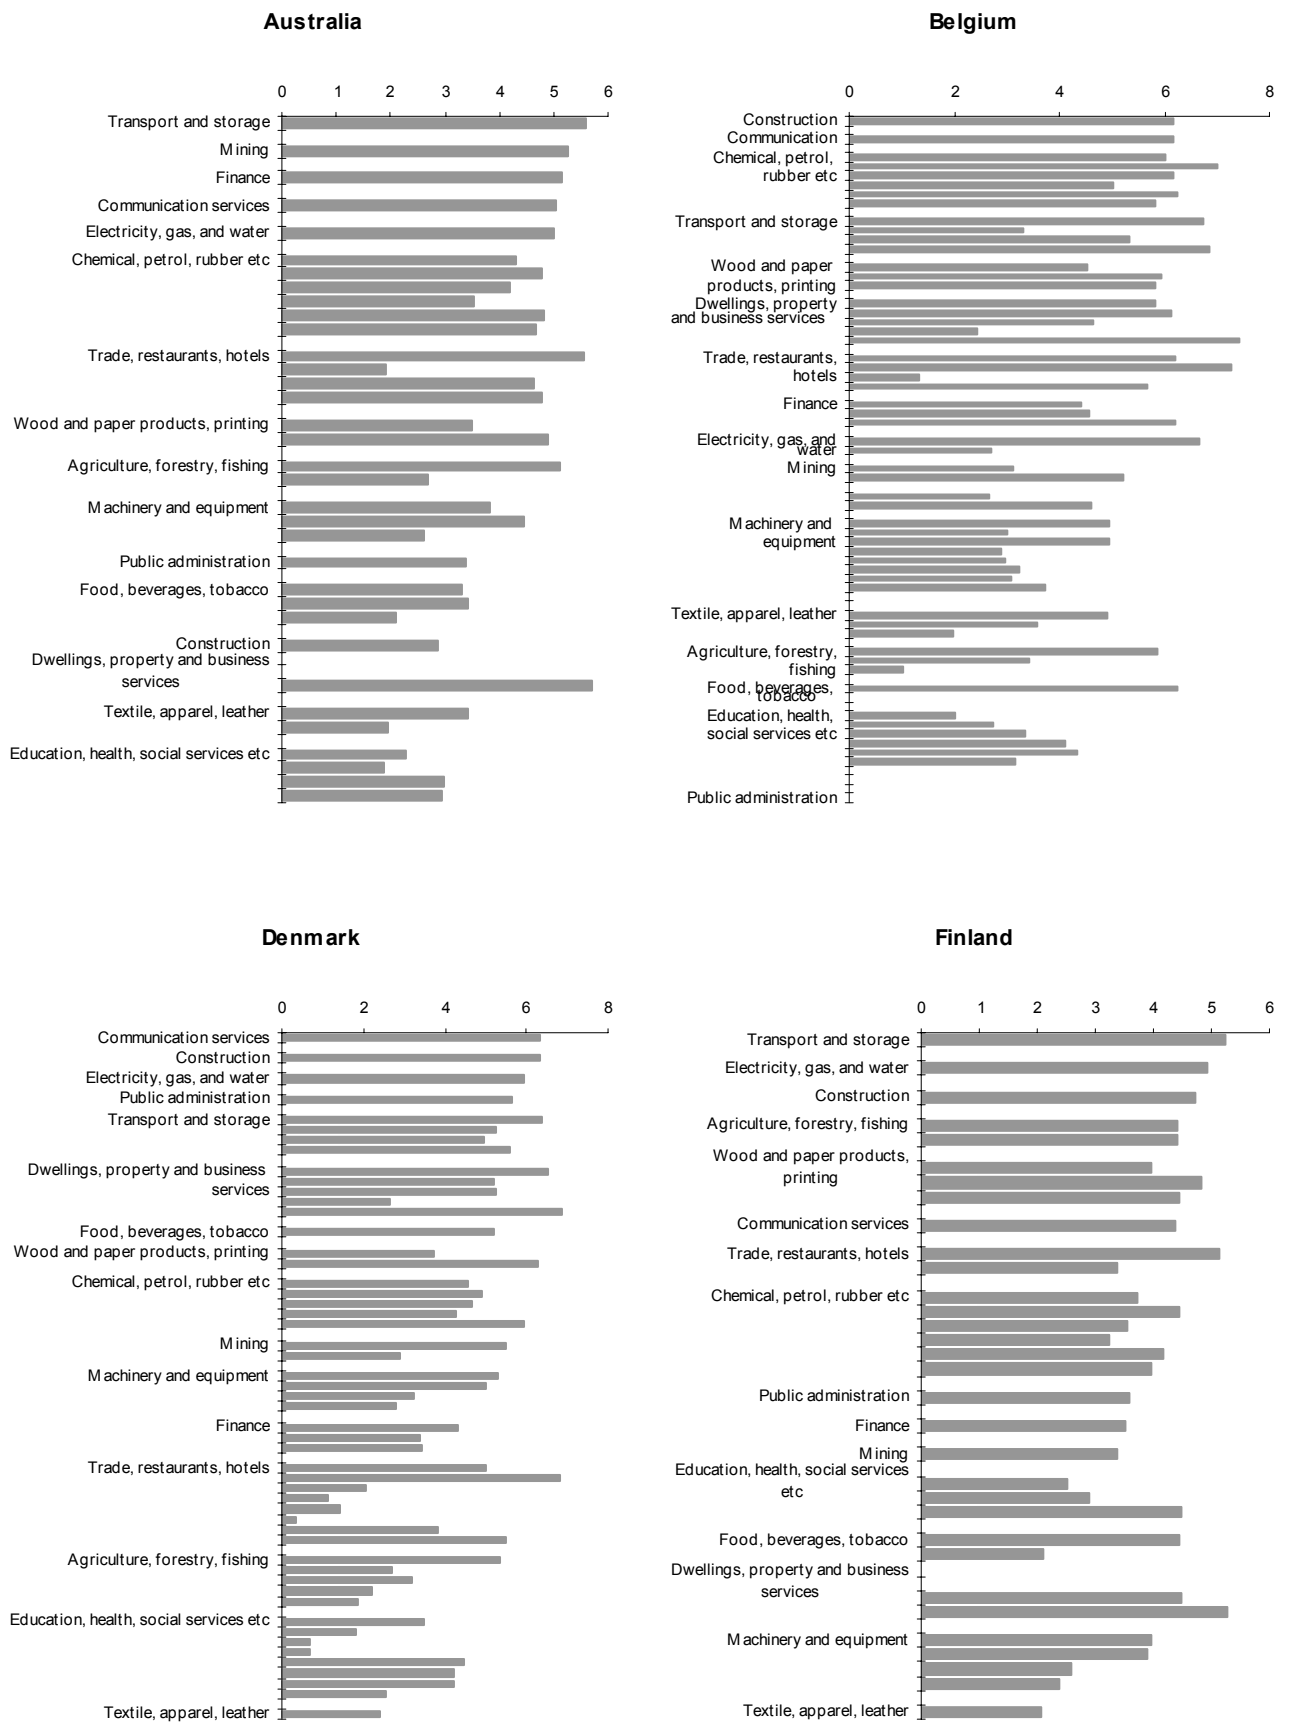 Australia
0 1 2 3 4 5 6
Transport and storage
Mining
Finance
Communication services
Electricity, gas, and water
Chemical, petrol, rubber etc
Trade, restaurants, hotels
Wood and paper products, printing
Agriculture, forestry, fishing
Machinery and equipment
Public administration
Food, beverages, tobacco
Construction
Dwellings, property and business
services
Textile, apparel, leather
Education, health, social services etc
Belgium
0 2 4 6 8
Construction
Communication
Chemical, petrol,
rubber etc
Transport and storage
Wood and paper
products, printing
Dwellings, property
and business services
Trade, restaurants,
hotels
Finance
Electricity, gas, and
water
Mining
Machinery and
equipment
Textile, apparel, leather
Agriculture, forestry,
fishing
Food, beverages,
tobacco
Education, health,
social services etc
Public administration
Denmark
0 2 4 6 8
Communication services
Construction
Electricity, gas, and water
Public administration
Transport and storage
Dwellings, property and business
services
Food, beverages, tobacco
Wood and paper products, printing
Chemical, petrol, rubber etc
Mining
Machinery and equipment
Finance
Trade, restaurants, hotels
Agriculture, forestry, fishing
Education, health, social services etc
Textile, apparel, leather
Finland
0 1 2 3 4 5 6
Transport and storage
Electricity, gas, and water
Construction
Agriculture, forestry, fishing
Wood and paper products,
printing
Communication services
Trade, restaurants, hotels
Chemical, petrol, rubber etc
Public administration
Finance
Mining
Education, health, social services
etc
Food, beverages, tobacco
Dwellings, property and business
services
Machinery and equipment
Textile, apparel, leather